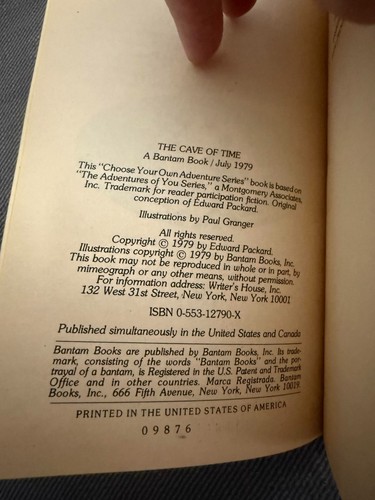 THE CAVE OF TIME
A Bantam Book / July 1979
This "Choose Your Own Adventure Series" book is based on
"The Adventures of You Series," a Montgomery Associates,
Inc. Trademark for reader participation fiction. Original
conception of Edward Packard.
Illustrations by Paul Granger
All rights reserved.
Copyright © 1979 by Edward Packard.
Illustrations copyright © 1979 by Bantam Books, Inc.
This book may not be reproduced in whole or in part, by
mimeograph or any other means, without permission.
For information address: Writer's House, Inc.
132 West 31st Street, New York, New York 10001
ISBN 0-553-12790-X
Published simultaneously in the United States and Canada
Bantam Books are published by Bantam Books, Inc. Its trade-
mark, consisting of the words "Bantam Books" and the por-
trayal of a bantam, is Registered in the U.S. Patent and Trademark
Office and in other countries. Marca Registrada. Bantam
Books, Inc., 666 Fifth Avenue, New York, New York 10019.
PRINTED IN THE UNITED STATES OF AMERICA
0 9 8 7 6